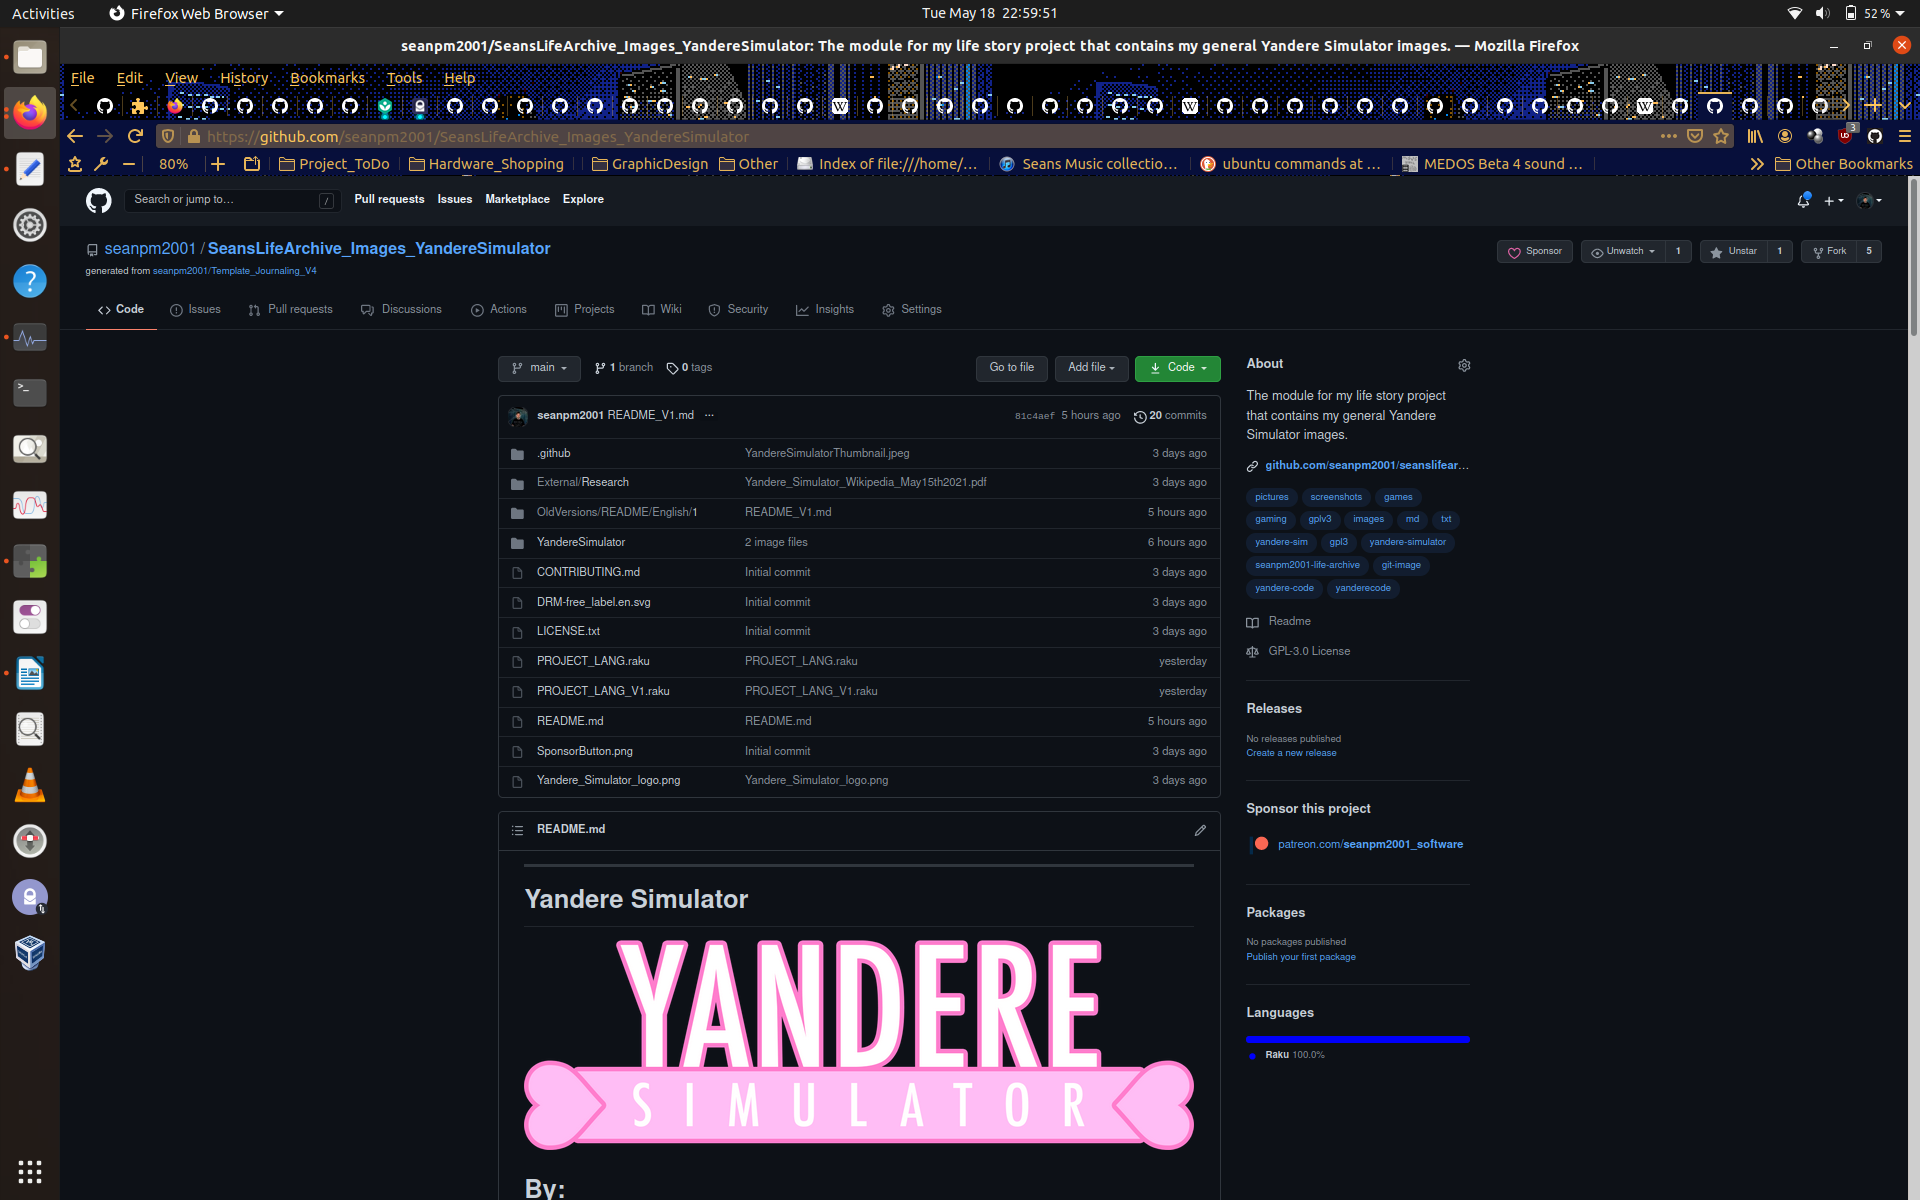 Activities
Firefox Web Browser
Tue May 18 22:59:51
52 %
seanpm2001/SeansLifeArchive_Images_YandereSimulator: The module for my life story project that contains my general Yandere Simulator images. — Mozilla Firefox
File Edit View History Bookmarks Tools Help
https://github.com/seanpm2001/SeansLifeArchive_Images_YandereSimulator
3
80%
Project_ToDo
Hardware_Shopping
GraphicDesign
Other
Index of file:///home/…
Seans Music collectio…
ubuntu commands at …
MEDOS Beta 4 sound …
Other Bookmarks
Search or jump to…
/
Pull requests Issues Marketplace Explore
seanpm2001 / SeansLifeArchive_Images_YandereSimulator
generated from seanpm2001/Template_Journaling_V4
Sponsor
Unwatch 1
Unstar 1
Fork 5
Code
Issues
Pull requests
Discussions
Actions
Projects
Wiki
Security
Insights
Settings
main
1 branch
0 tags
Go to file
Add file
Code
seanpm2001 README_V1.md ...
81c4aef 5 hours ago
20 commits
.github YandereSimulatorThumbnail.jpeg 3 days ago
External/Research Yandere_Simulator_Wikipedia_May15th2021.pdf 3 days ago
OldVersions/README/English/1 README_V1.md 5 hours ago
YandereSimulator 2 image files 6 hours ago
CONTRIBUTING.md Initial commit 3 days ago
DRM-free_label.en.svg Initial commit 3 days ago
LICENSE.txt Initial commit 3 days ago
PROJECT_LANG.raku PROJECT_LANG.raku yesterday
PROJECT_LANG_V1.raku PROJECT_LANG_V1.raku yesterday
README.md README.md 5 hours ago
SponsorButton.png Initial commit 3 days ago
Yandere_Simulator_logo.png Yandere_Simulator_logo.png 3 days ago
README.md
Yandere Simulator
YANDERE
SIMULATOR
By:
About
The module for my life story project
that contains my general Yandere
Simulator images.
github.com/seanpm2001/seanslifear…
pictures screenshots games
gaming gplv3 images md txt
yandere-sim gpl3 yandere-simulator
seanpm2001-life-archive git-image
yandere-code yanderecode
Readme
GPL-3.0 License
Releases
No releases published
Create a new release
Sponsor this project
patreon.com/seanpm2001_software
Packages
No packages published
Publish your first package
Languages
Raku 100.0%